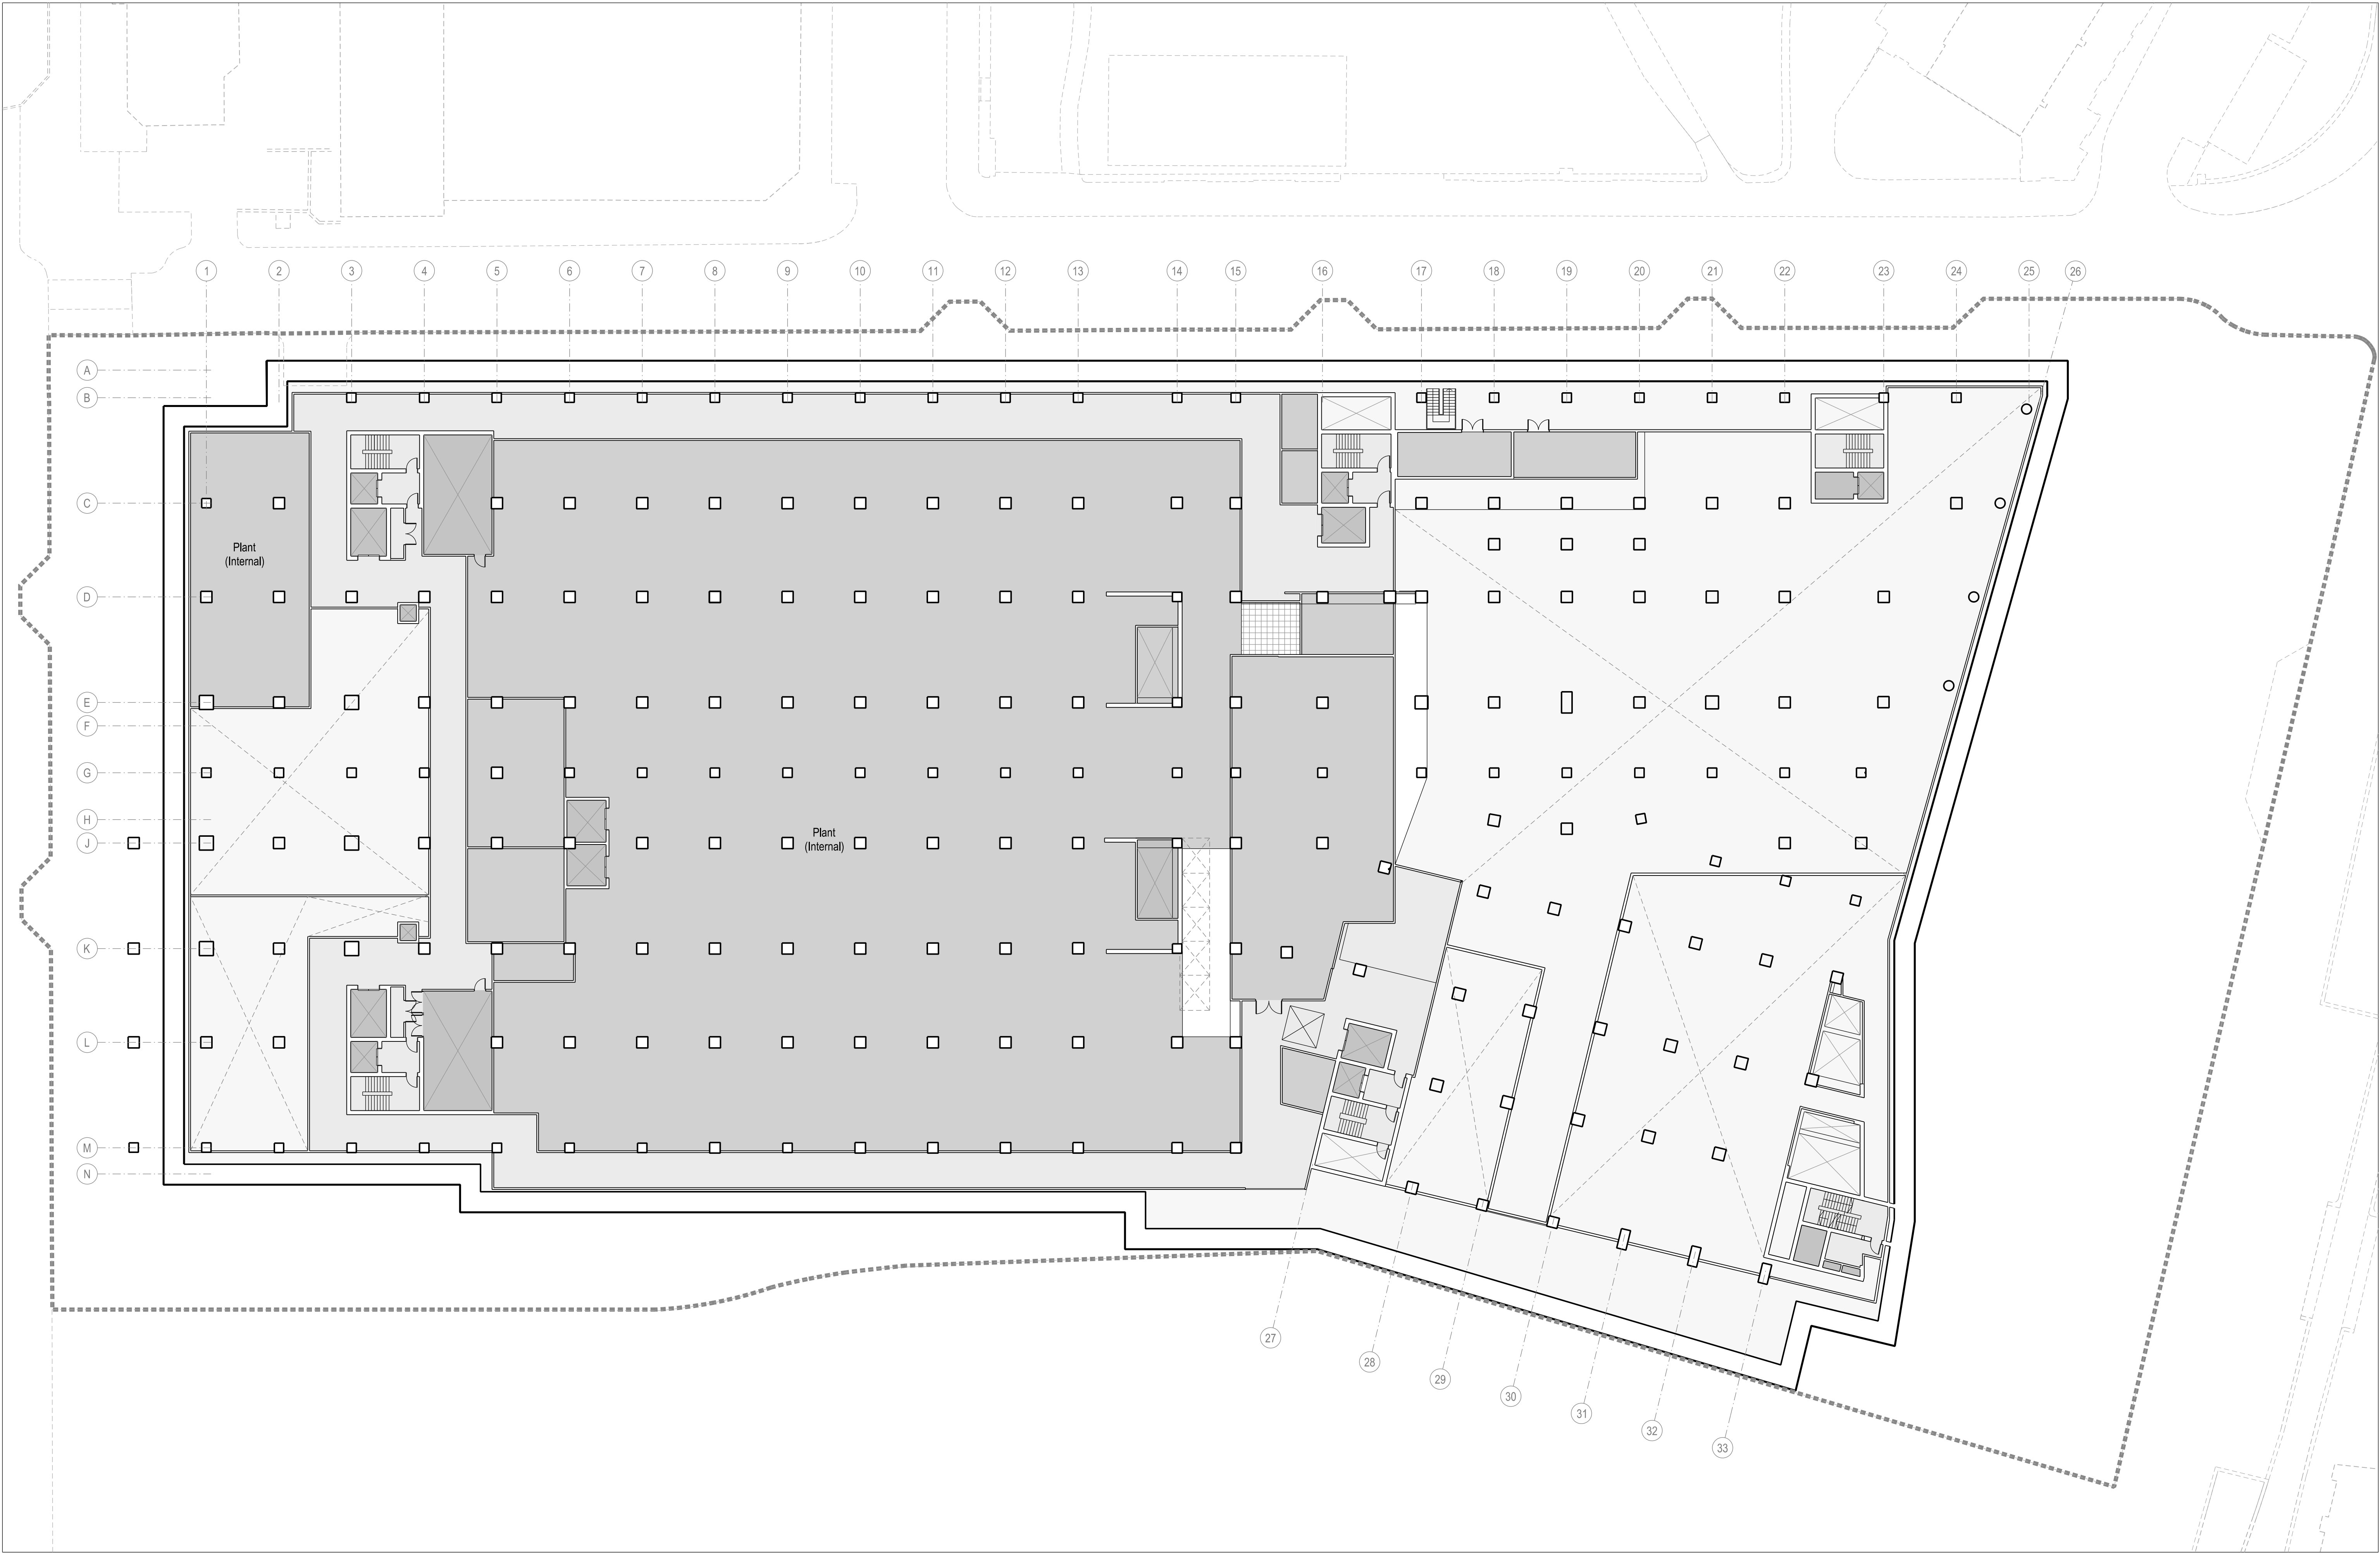 1 2 3 4 5 6 7 8 9 10 11 12 13 14 15 16 17 18 19 20 21 22 23 24 25 26
A
B
C
Plant
(Internal)
D
E
F
G
H
Plant
(Internal)
J
K
L
M
N
27
28
29
30
31
32
33